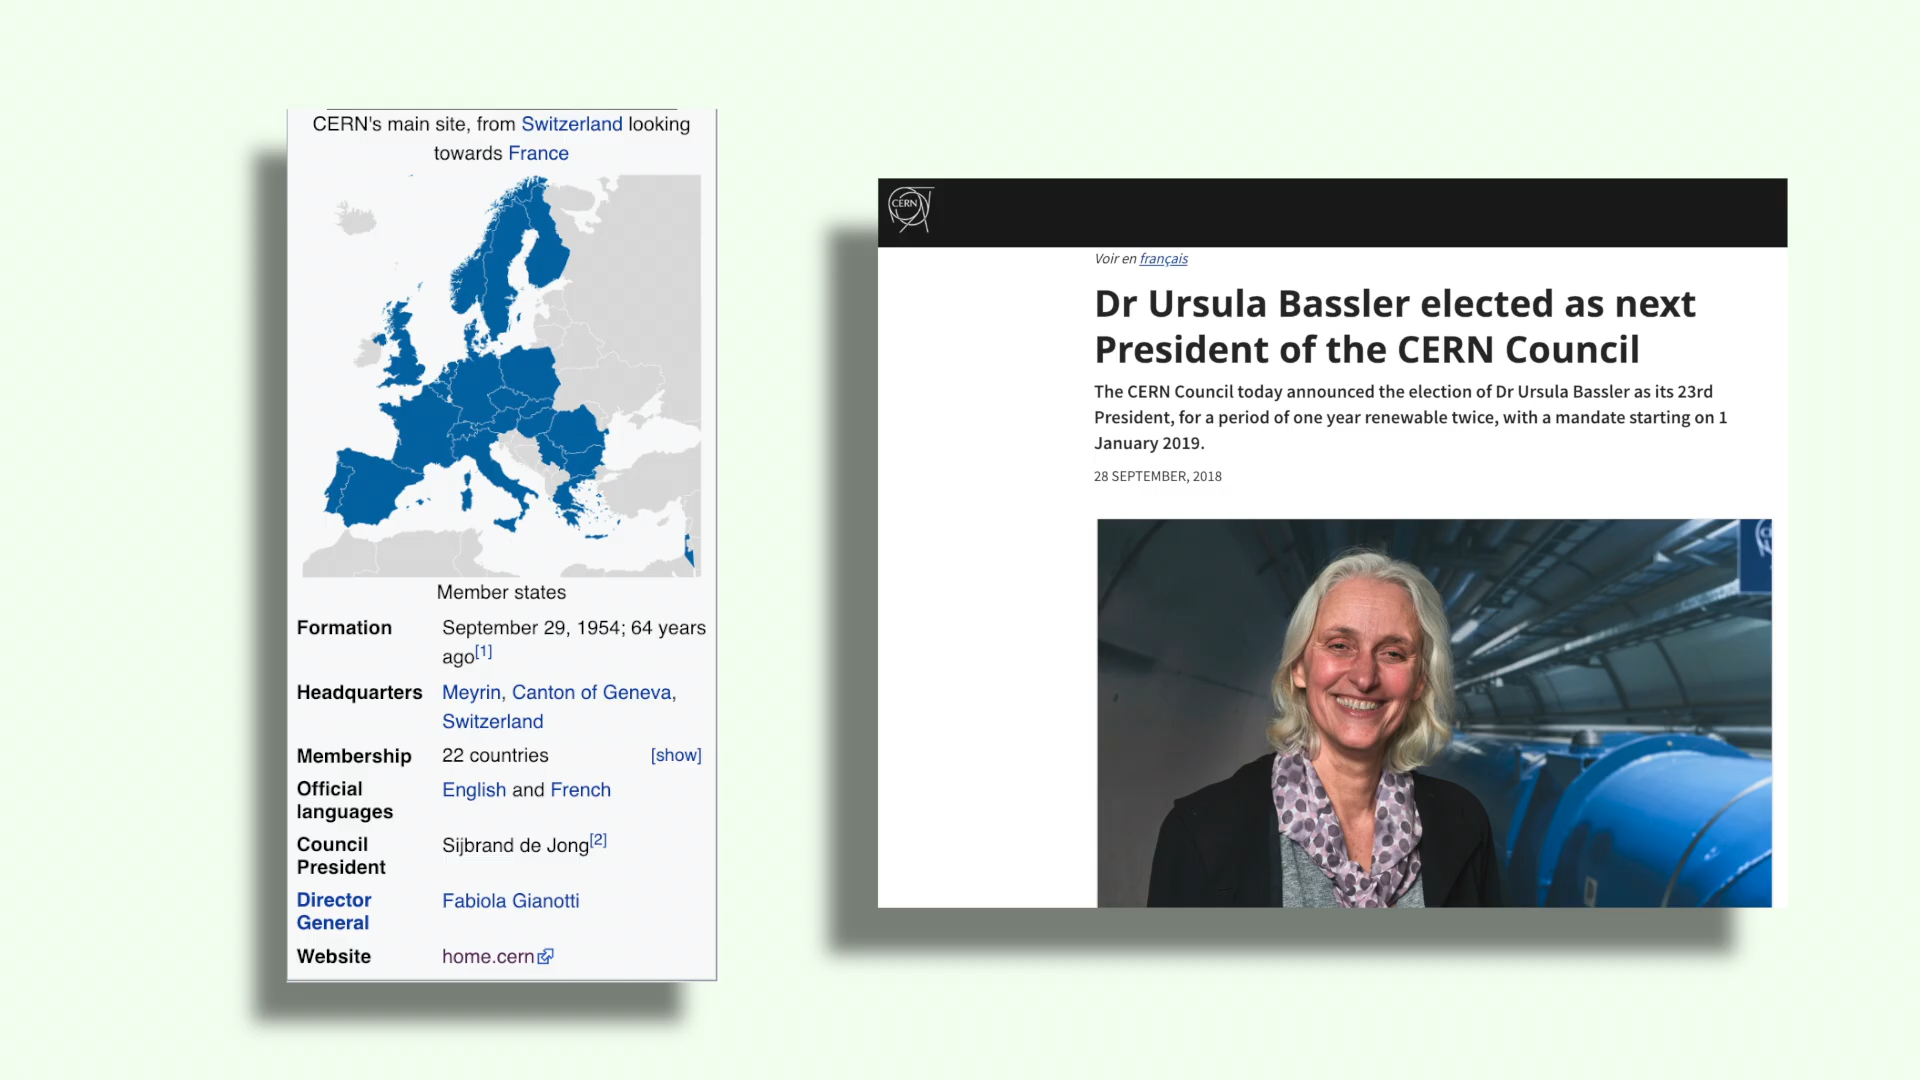 CERN's main site, from Switzerland looking
towards France
Member states
Formation September 29, 1954; 64 years
ago[1]
Headquarters Meyrin, Canton of Geneva,
Switzerland
Membership 22 countries [show]
Official
languages English and French
Council
President Sijbrand de Jong[2]
Director
General Fabiola Gianotti
Website home.cern
CERN
Voir en français
Dr Ursula Bassler elected as next
President of the CERN Council
The CERN Council today announced the election of Dr Ursula Bassler as its 23rd
President, for a period of one year renewable twice, with a mandate starting on 1
January 2019.
28 SEPTEMBER, 2018